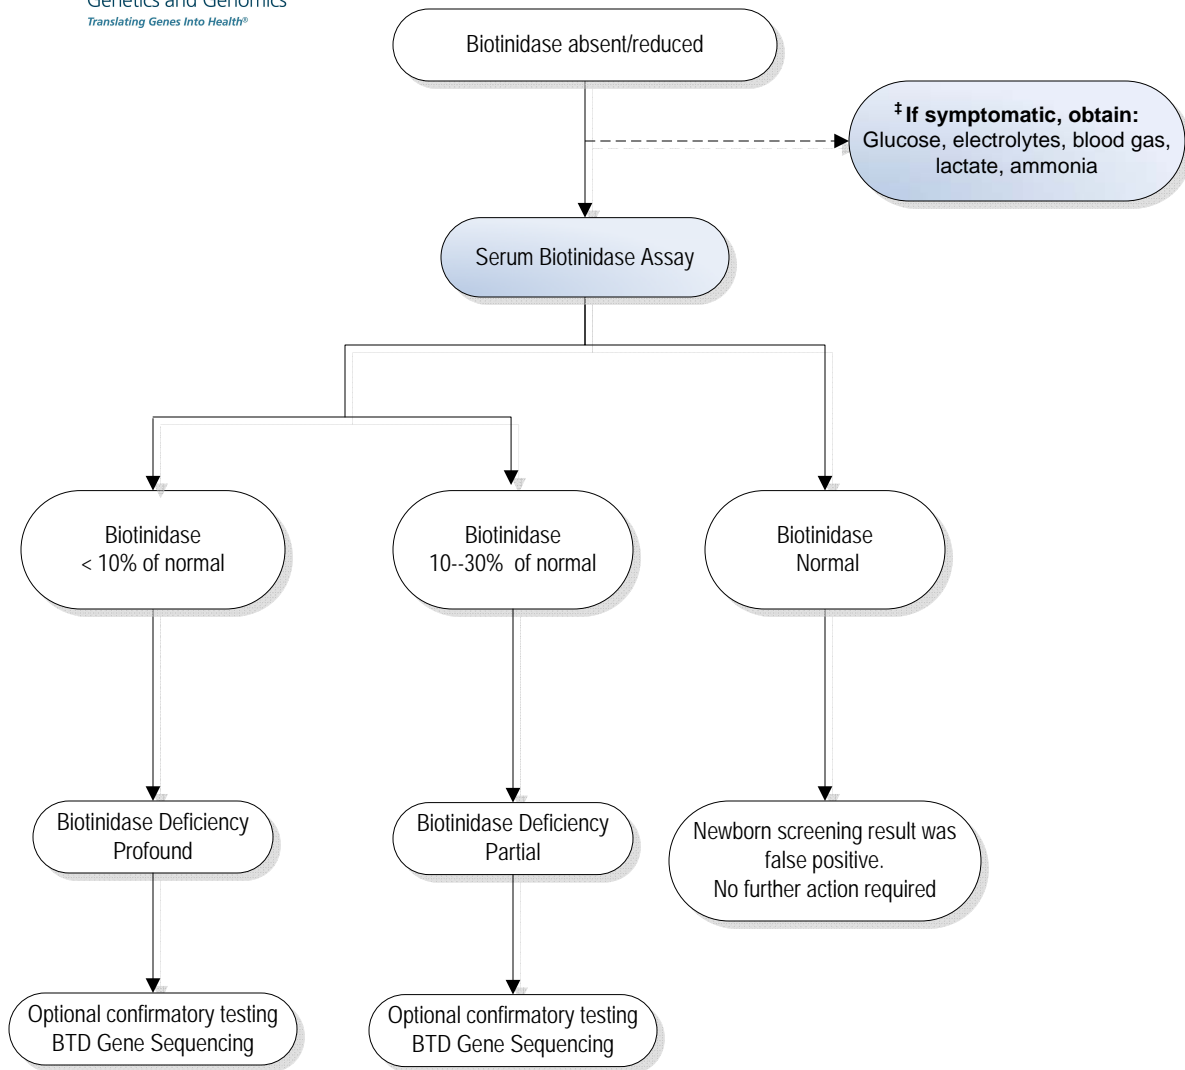 Genetics and Genomics
Translating Genes Into Health®
Biotinidase absent/reduced
‡ If symptomatic, obtain:
Glucose, electrolytes, blood gas,
lactate, ammonia
Serum Biotinidase Assay
Biotinidase
< 10% of normal
Biotinidase
10--30% of normal
Biotinidase
Normal
Biotinidase Deficiency
Profound
Biotinidase Deficiency
Partial
Newborn screening result was
false positive.
No further action required
Optional confirmatory testing
BTD Gene Sequencing
Optional confirmatory testing
BTD Gene Sequencing